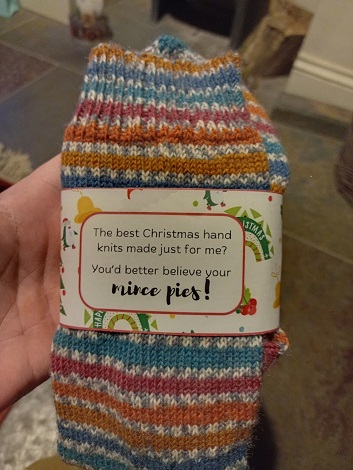 The best Christmas hand
knits made just for me?
You'd better believe your
mince pies!